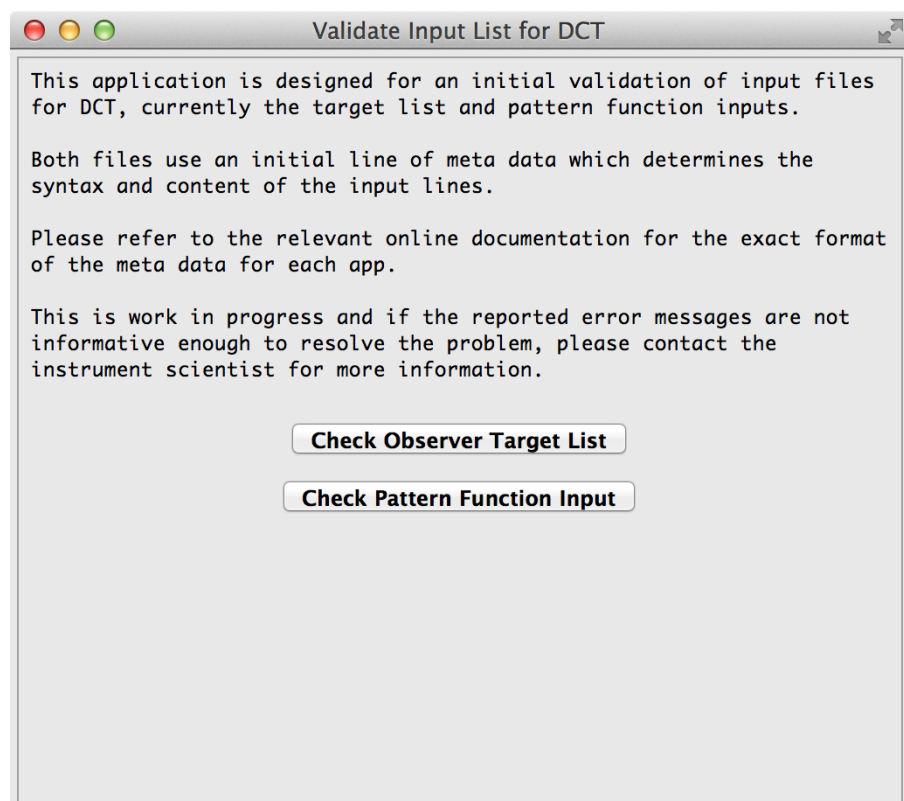 Validate Input List for DCT
This application is designed for an initial validation of input files
for DCT, currently the target list and pattern function inputs.
Both files use an initial line of meta data which determines the
syntax and content of the input lines.
Please refer to the relevant online documentation for the exact format
of the meta data for each app.
This is work in progress and if the reported error messages are not
informative enough to resolve the problem, please contact the
instrument scientist for more information.
Check Observer Target List
Check Pattern Function Input